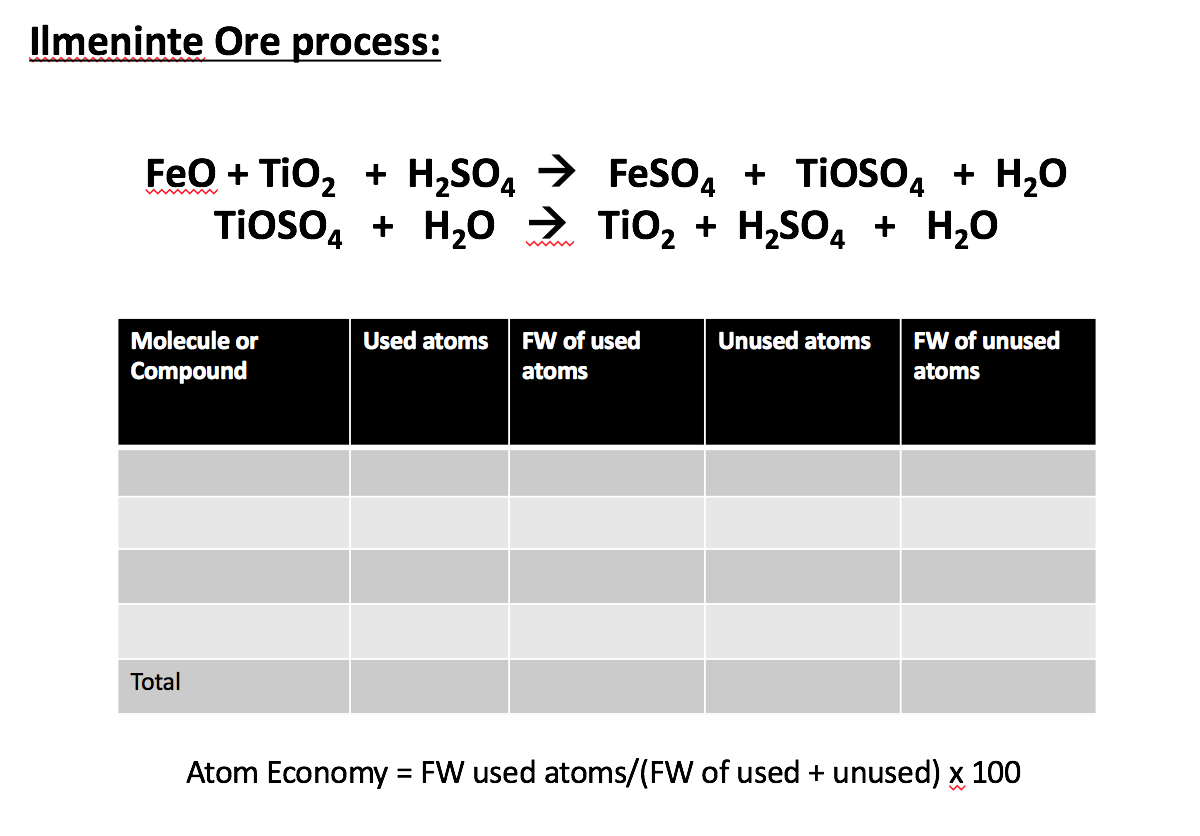 Ilmeninte Ore process:
FeO + TiO₂ + H₂SO₄ → FeSO₄ + TiOSO₄ + H₂O
TiOSO₄ + H₂O → TiO₂ + H₂SO₄ + H₂O
Molecule or Compound Used atoms FW of used atoms Unused atoms FW of unused atoms
Total
Atom Economy = FW used atoms/(FW of used + unused) x 100